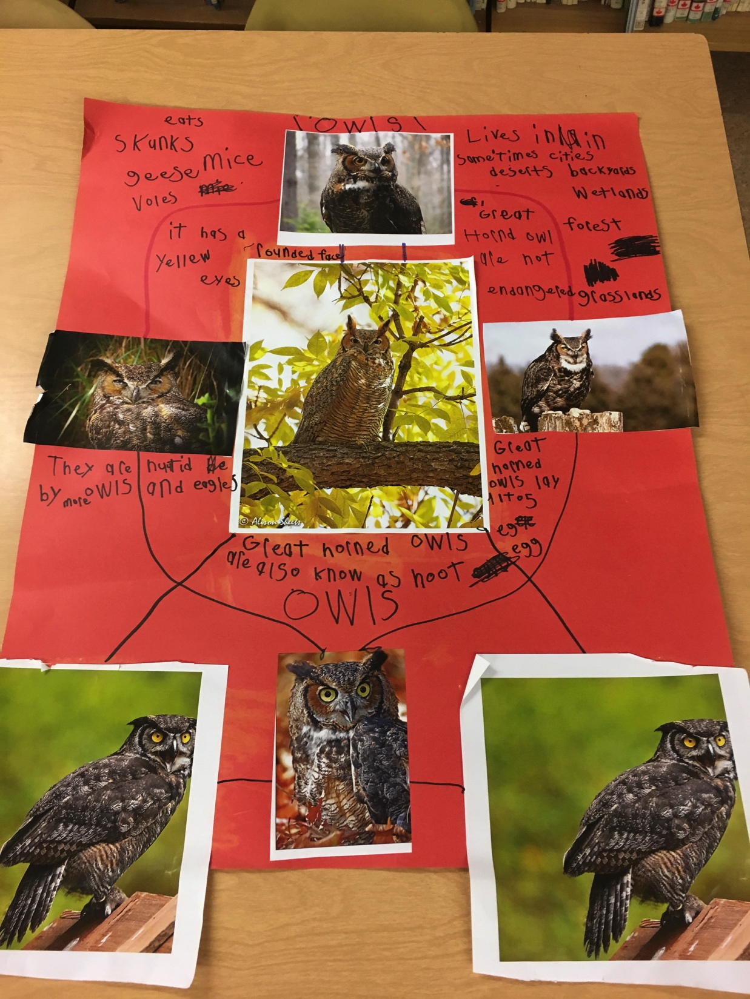 OWLS!
eats
SKunKS
geese Mice
Voles
it has a
Yellew
eyes
rounded face
Lives in in
sometimes cities
deserts backyards
Wetlands
forest
grasslands
Great
Hornd owl
are not
endangered
They are hutid
by more OWlS and eagles
Great
horned
owls lay
1 to 5
egg
© Alison Sheets
Great horned OWlS
are also know as hoot
OWlS